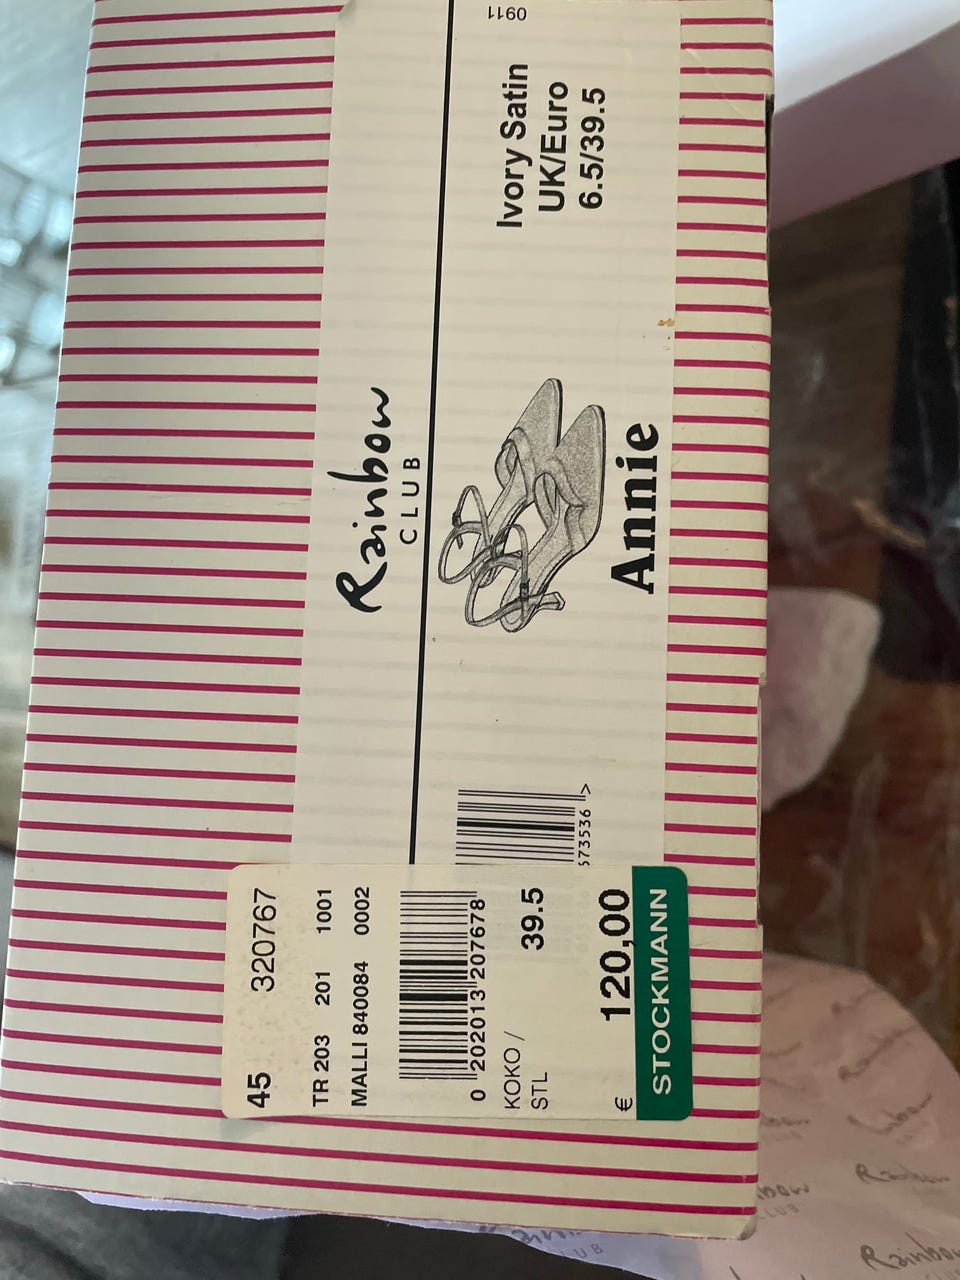 Rainbow
CLUB
0911
Ivory Satin
UK/Euro
6.5/39.5
Annie
573536 >
45 320767
TR 203 201 1001
MALLI 840084 0002
0 202013 207678
KOKO / 39.5
STL
€ 120,00
STOCKMANN
Rainbow